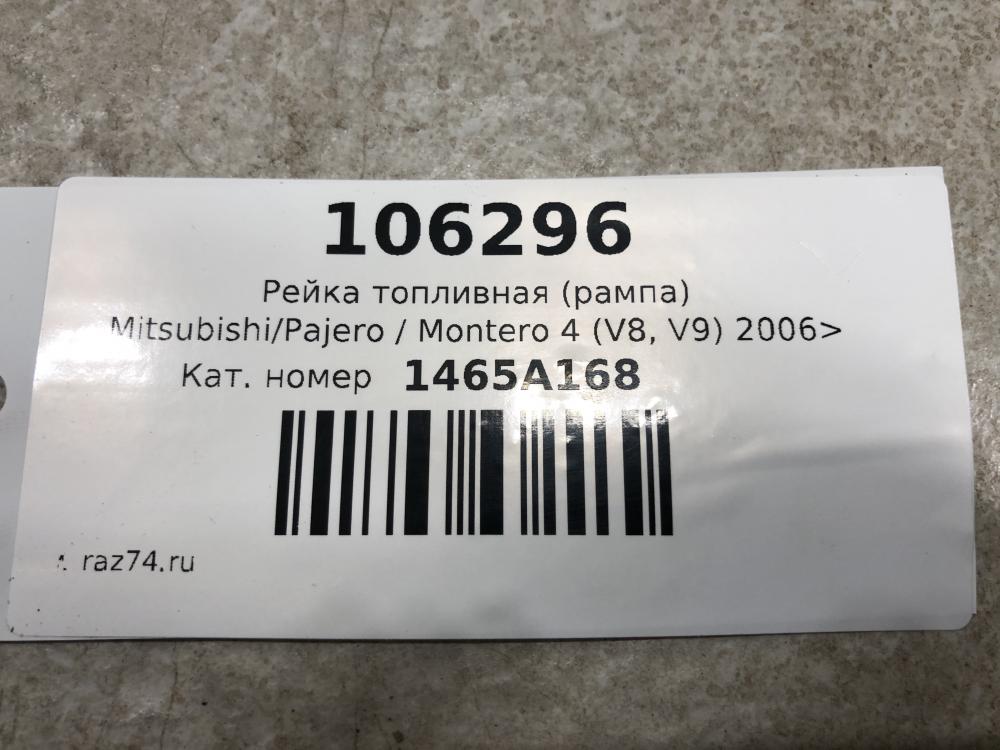 106296
Рейка топливная (рампа)
Mitsubishi/Pajero / Montero 4 (V8, V9) 2006>
Кат. номер 1465A168
raz74.ru